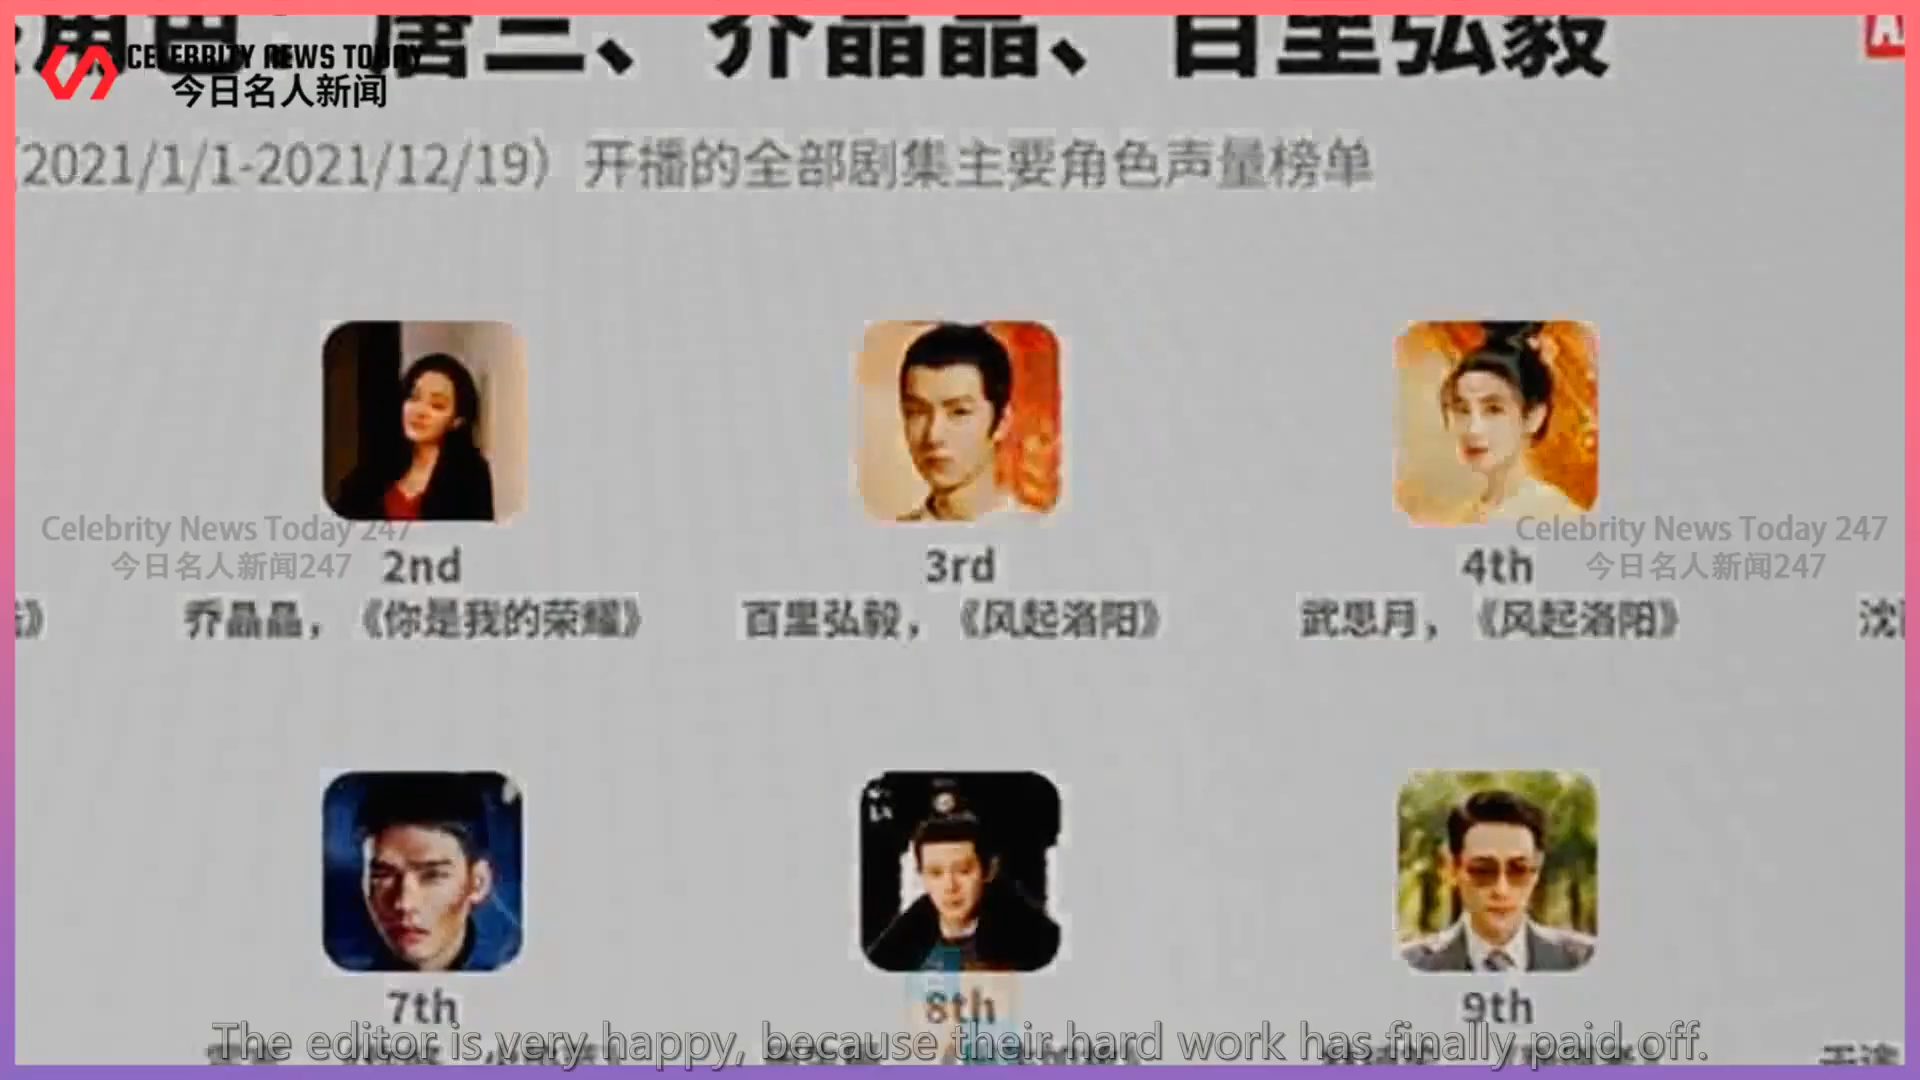 角色：唐三、乔晶晶、百里弘毅
CELEBRITY NEWS TODAY
今日名人新闻
(2021/1/1-2021/12/19）开播的全部剧集主要角色声量榜单
Celebrity News Today 247
今日名人新闻247
Celebrity News Today 247
今日名人新闻247
2nd
3rd
4th
》
乔晶晶，《你是我的荣耀》
百里弘毅，《风起洛阳》
武思月，《风起洛阳》
沈
7th
8th
9th
The editor is very happy, because their hard work has finally paid off.